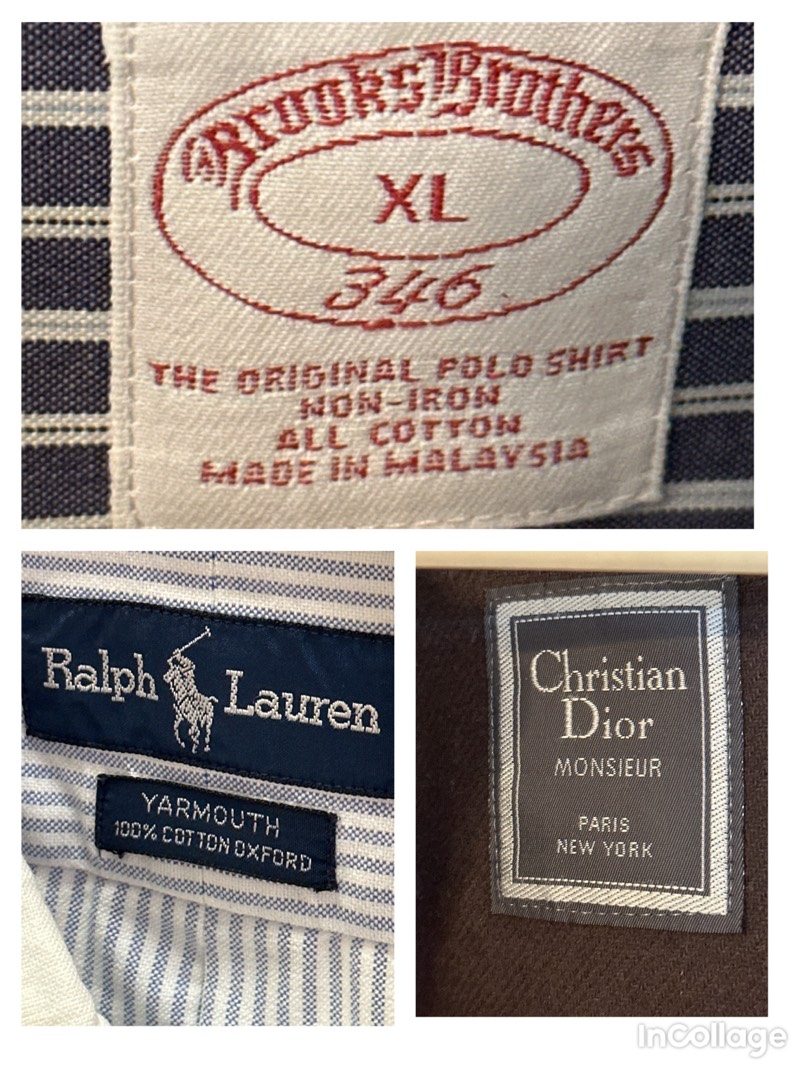 Brooks Brothers
XL
346
THE ORIGINAL POLO SHIRT
NON-IRON
ALL COTTON
MADE IN MALAYSIA
Ralph Lauren
YARMOUTH
100% COTTON OXFORD
Christian
Dior
MONSIEUR
PARIS
NEW YORK
InCollage